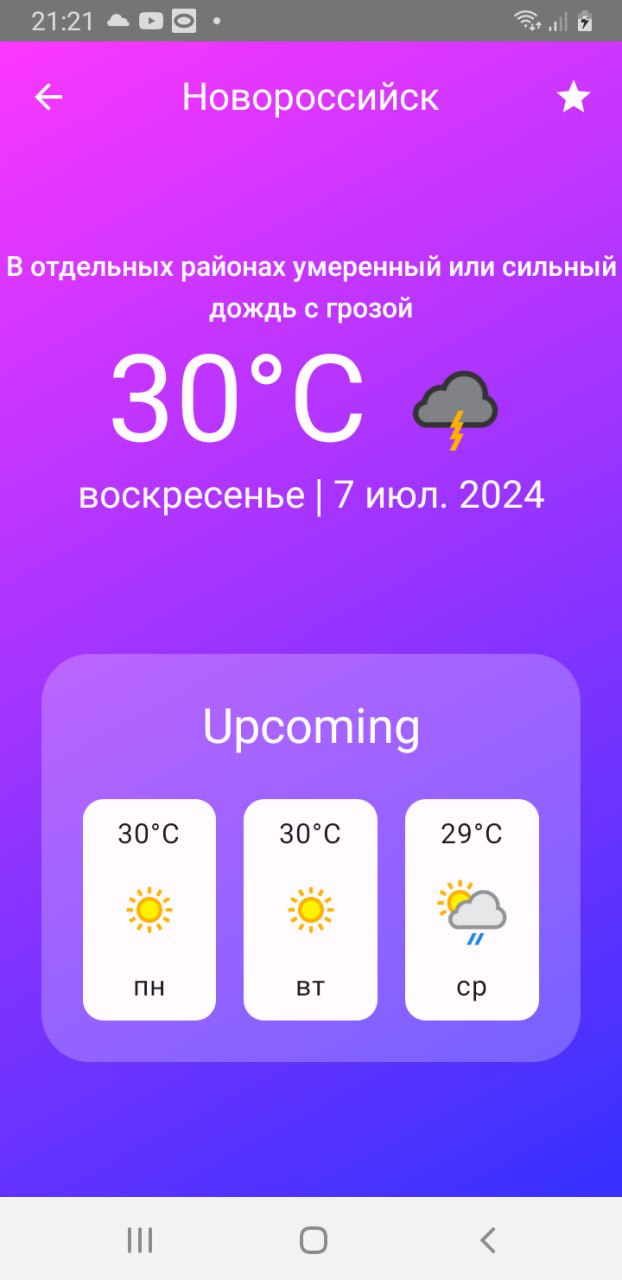 21:21
Новороссийск
В отдельных районах умеренный или сильный
дождь с грозой
30°C
воскресенье | 7 июл. 2024
Upcoming
30°C 30°C 29°C
пн вт ср